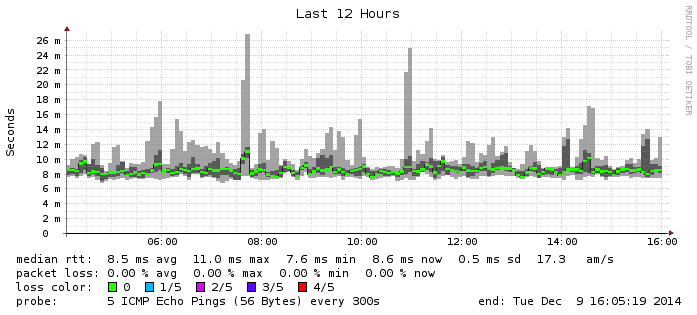 Last 12 Hours
RRDTOOL / TOBI OETIKER
Seconds
26 m
24 m
22 m
20 m
18 m
16 m
14 m
12 m
10 m
8 m
6 m
4 m
2 m
0
06:00 08:00 10:00 12:00 14:00 16:00
median rtt: 8.5 ms avg 11.0 ms max 7.6 ms min 8.6 ms now 0.5 ms sd 17.3 am/s
packet loss: 0.00 % avg 0.00 % max 0.00 % min 0.00 % now
loss color: 0 1/5 2/5 3/5 4/5
probe: 5 ICMP Echo Pings (56 Bytes) every 300s end: Tue Dec 9 16:05:19 2014